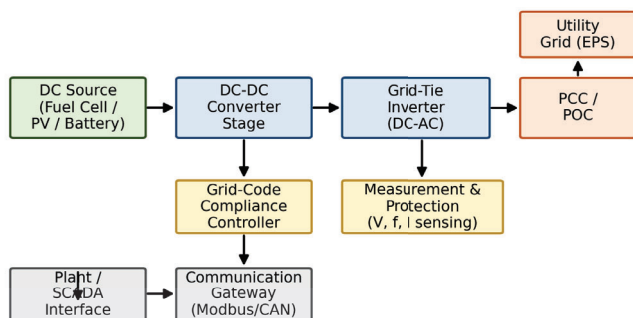 Utility
Grid (EPS)
DC Source
(Fuel Cell /
PV / Battery)
DC-DC
Converter
Stage
Grid-Tie
Inverter
(DC-AC)
PCC /
POC
Grid-Code
Compliance
Controller
Measurement &
Protection
(V, f, I sensing)
Plant /
SCADA
Interface
Communication
Gateway
(Modbus/CAN)